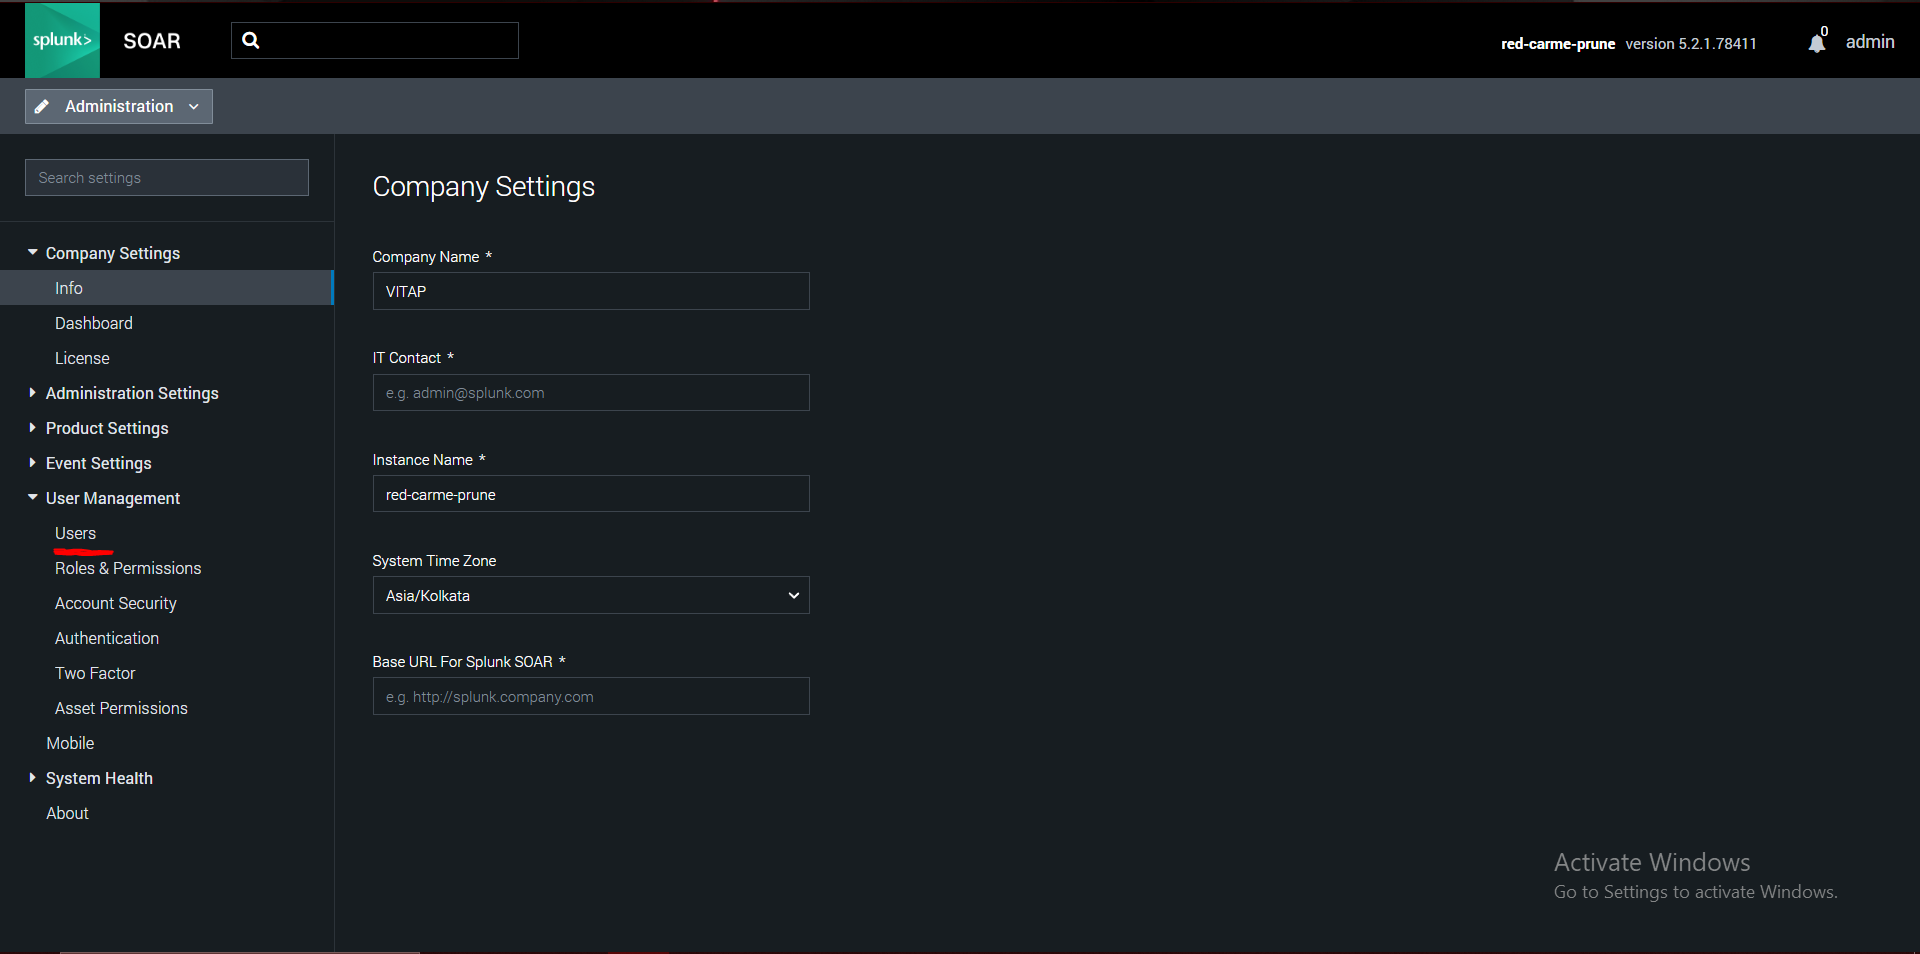 splunk> SOAR
red-carme-prune version 5.2.1.78411 0 admin
Administration
Search settings
Company Settings
Info
Dashboard
License
Administration Settings
Product Settings
Event Settings
User Management
Users
Roles & Permissions
Account Security
Authentication
Two Factor
Asset Permissions
Mobile
System Health
About
Company Settings
Company Name *
VITAP
IT Contact *
e.g. admin@splunk.com
Instance Name *
red-carme-prune
System Time Zone
Asia/Kolkata
Base URL For Splunk SOAR *
e.g. http://splunk.company.com
Activate Windows
Go to Settings to activate Windows.